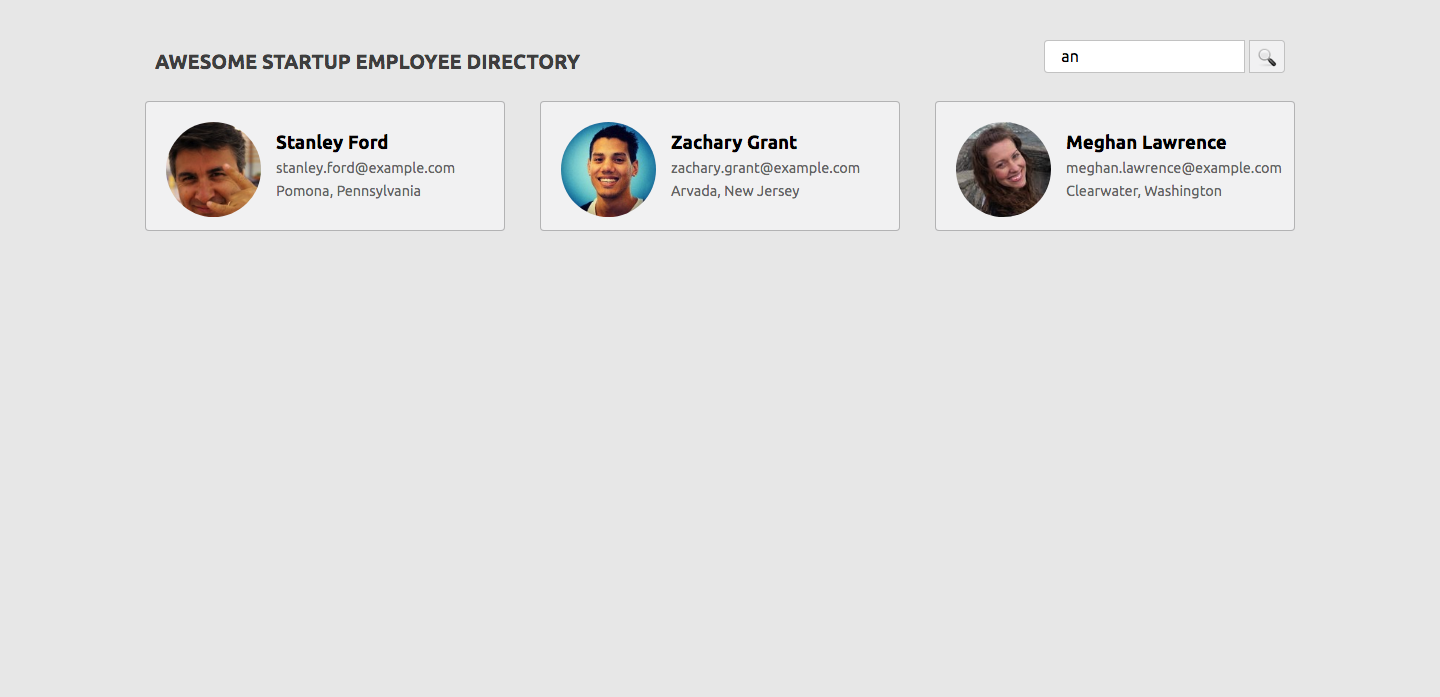 AWESOME STARTUP EMPLOYEE DIRECTORY
an
Stanley Ford
stanley.ford@example.com
Pomona, Pennsylvania
Zachary Grant
zachary.grant@example.com
Arvada, New Jersey
Meghan Lawrence
meghan.lawrence@example.com
Clearwater, Washington